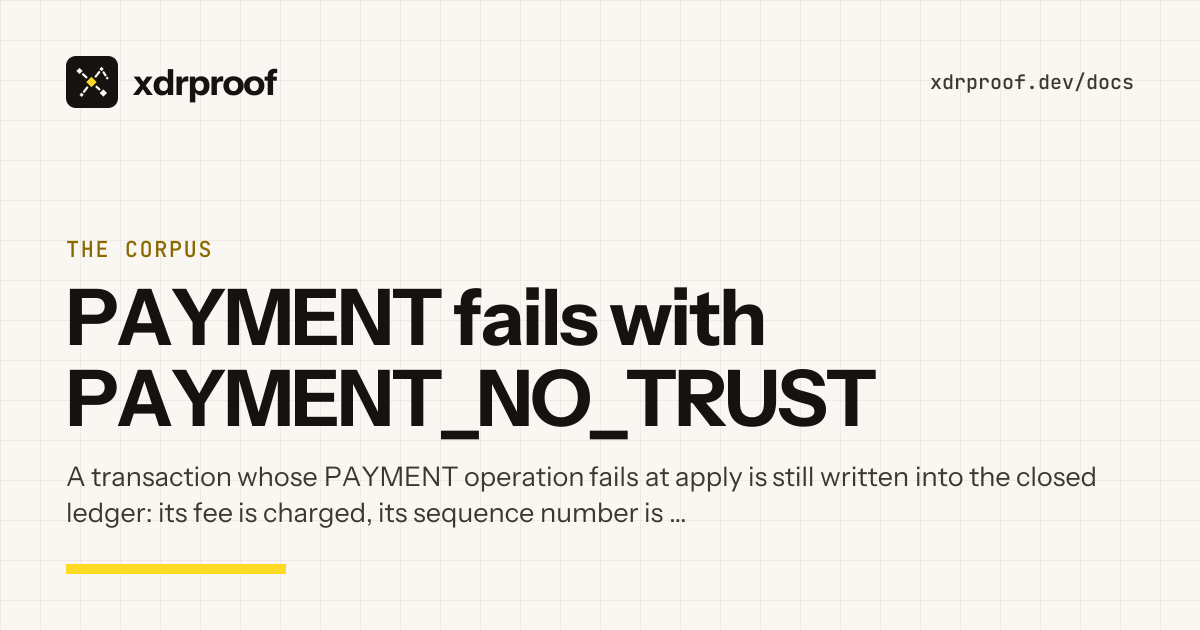 xdrproof
xdrproof.dev/docs
THE CORPUS
PAYMENT fails with
PAYMENT_NO_TRUST
A transaction whose PAYMENT operation fails at apply is still written into the closed
ledger: its fee is charged, its sequence number is ...